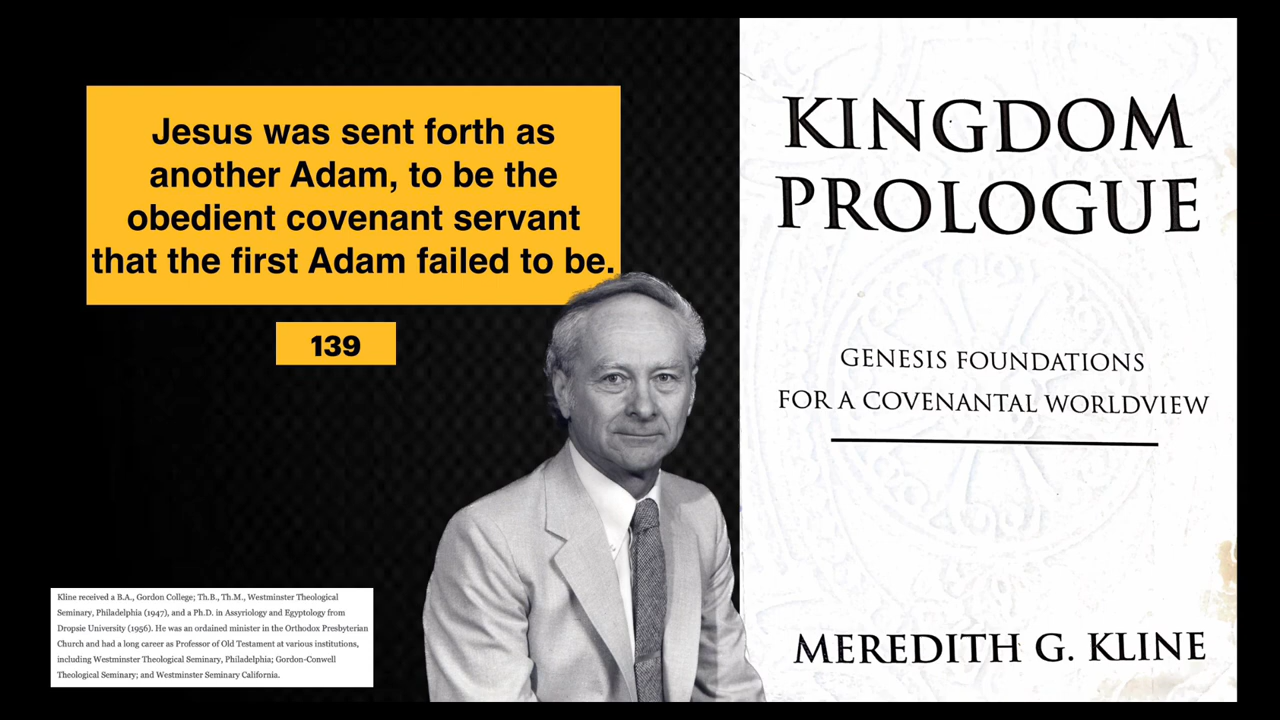 Jesus was sent forth as
another Adam, to be the
obedient covenant servant
that the first Adam failed to be.
139
Kline received a B.A., Gordon College; Th.B., Th.M., Westminster Theological
Seminary, Philadelphia (1947), and a Ph.D. in Assyriology and Egyptology from
Dropsie University (1956). He was an ordained minister in the Orthodox Presbyterian
Church and had a long career as Professor of Old Testament at various institutions,
including Westminster Theological Seminary, Philadelphia; Gordon-Conwell
Theological Seminary; and Westminster Seminary California.
KINGDOM
PROLOGUE
GENESIS FOUNDATIONS
FOR A COVENANTAL WORLDVIEW
MEREDITH G. KLINE